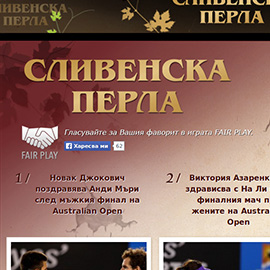 СЛИВЕНСКА
ПЕРЛА
ПЕРЛА
СЛИВЕНСКА
ПЕРЛА
Гласувайте за Вашия фаворит в играта FAIR PLAY.
Харесва ми 62
FAIR PLAY
1/ Новак Джокович
поздравява Анди Мъри
след мъжкия финал на
Australian Open
2/ Виктория Азаренк
здрависва с На Ли
финалния мач п
жените на Austra
Open